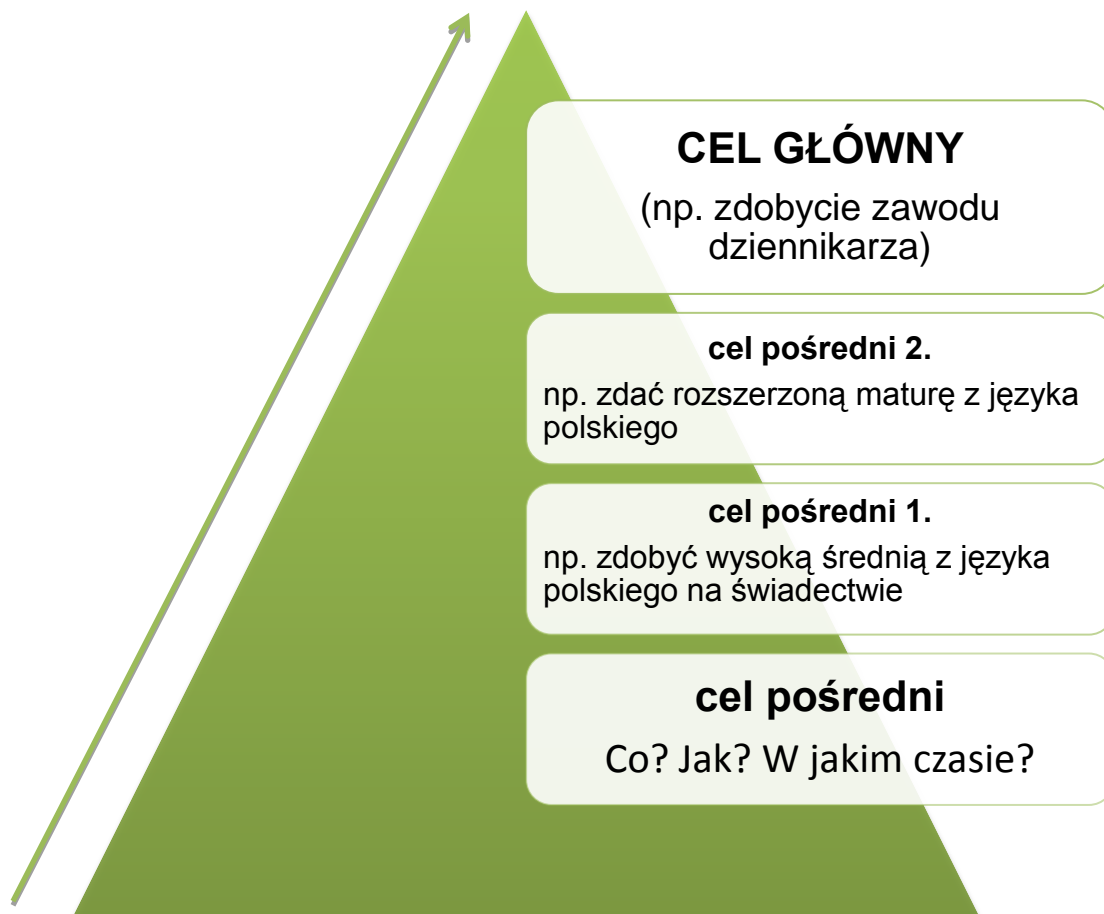 CEL GŁÓWNY
(np. zdobycie zawodu
dziennikarza)
cel pośredni 2.
np. zdać rozszerzoną maturę z języka
polskiego
cel pośredni 1.
np. zdobyć wysoką średnią z języka
polskiego na świadectwie
cel pośredni
Co? Jak? W jakim czasie?